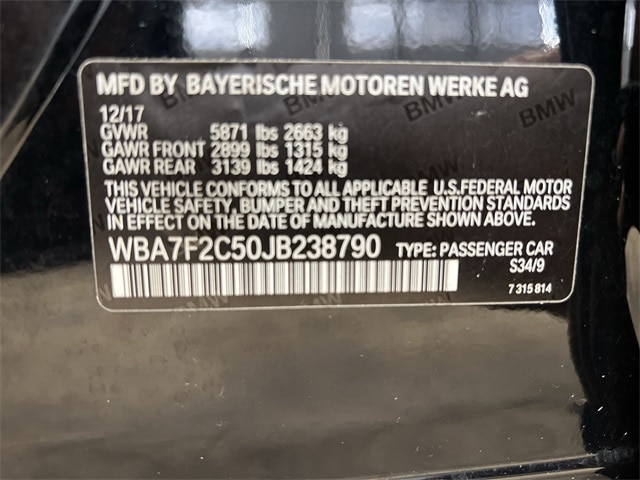 MFD BY BAYERISCHE MOTOREN WERKE AG
12/17
GVWR 5871 lbs 2663 kg
GAWR FRONT 2899 lbs 1315 kg
GAWR REAR 3139 lbs 1424 kg
THIS VEHICLE CONFORMS TO ALL APPLICABLE U.S.FEDERAL MOTOR
VEHICLE SAFETY, BUMPER AND THEFT PREVENTION STANDARDS
IN EFFECT ON THE DATE OF MANUFACTURE SHOWN ABOVE.
WBA7F2C50JB238790 TYPE: PASSENGER CAR
S34/9
7 315 814